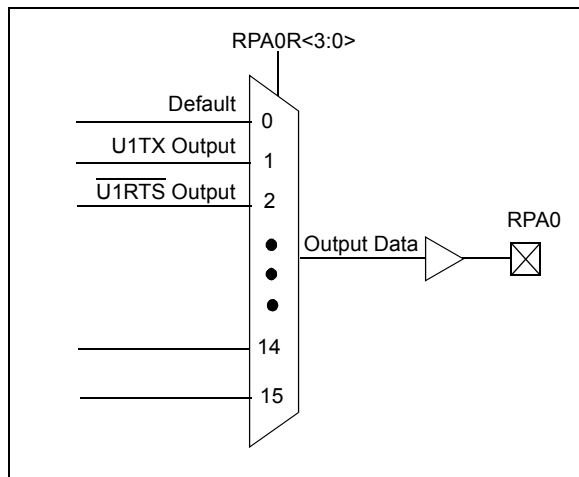 RPA0R<3:0>
Default
0
U1TX Output
1
U1RTS Output
2
RPA0
Output Data
14
15